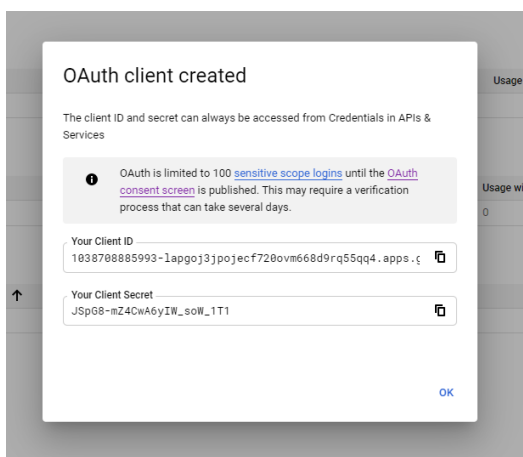 OAuth client created
Usage
The client ID and secret can always be accessed from Credentials in APIs &
Services
OAuth is limited to 100 sensitive scope logins until the OAuth
consent screen is published. This may require a verification
process that can take several days.
Usage wi
0
Your Client ID
1038708885993-lapgoj3jpojecf720ovm668d9rq55qq4.apps.g
Your Client Secret
JSpG8-mZ4CwA6yIW_soW_1T1
OK